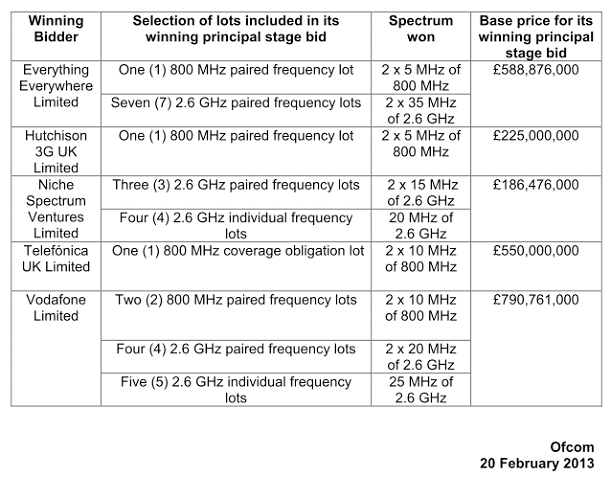 Winning Bidder
Selection of lots included in its winning principal stage bid
Spectrum won
Base price for its winning principal stage bid
Everything Everywhere Limited
One (1) 800 MHz paired frequency lot
2 x 5 MHz of 800 MHz
£588,876,000
Seven (7) 2.6 GHz paired frequency lots
2 x 35 MHz of 2.6 GHz
Hutchison 3G UK Limited
One (1) 800 MHz paired frequency lot
2 x 5 MHz of 800 MHz
£225,000,000
Niche Spectrum Ventures Limited
Three (3) 2.6 GHz paired frequency lots
2 x 15 MHz of 2.6 GHz
£186,476,000
Four (4) 2.6 GHz individual frequency lots
20 MHz of 2.6 GHz
Telefónica UK Limited
One (1) 800 MHz coverage obligation lot
2 x 10 MHz of 800 MHz
£550,000,000
Vodafone Limited
Two (2) 800 MHz paired frequency lots
2 x 10 MHz of 800 MHz
£790,761,000
Four (4) 2.6 GHz paired frequency lots
2 x 20 MHz of 2.6 GHz
Five (5) 2.6 GHz individual frequency lots
25 MHz of 2.6 GHz
Ofcom
20 February 2013